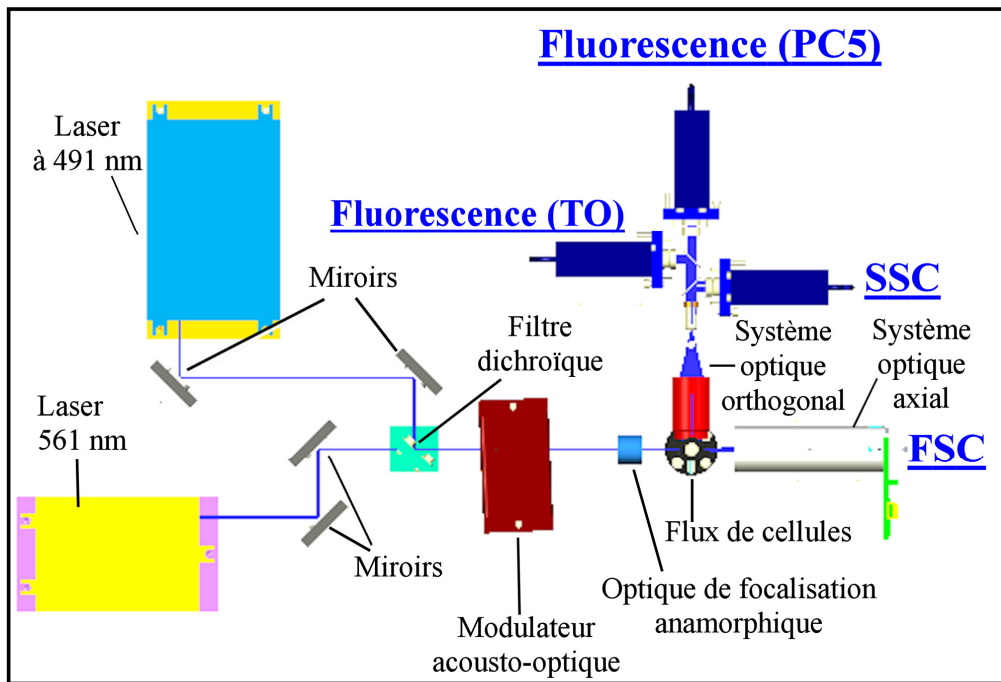 Fluorescence (PC5)
Laser
à 491 nm
Fluorescence (TO)
SSC
Miroirs
Filtre
dichroïque
Système
optique
orthogonal
Système
optique
axial
Laser
561 nm
FSC
Miroirs
Flux de cellules
Optique de focalisation
anamorphique
Modulateur
acousto-optique